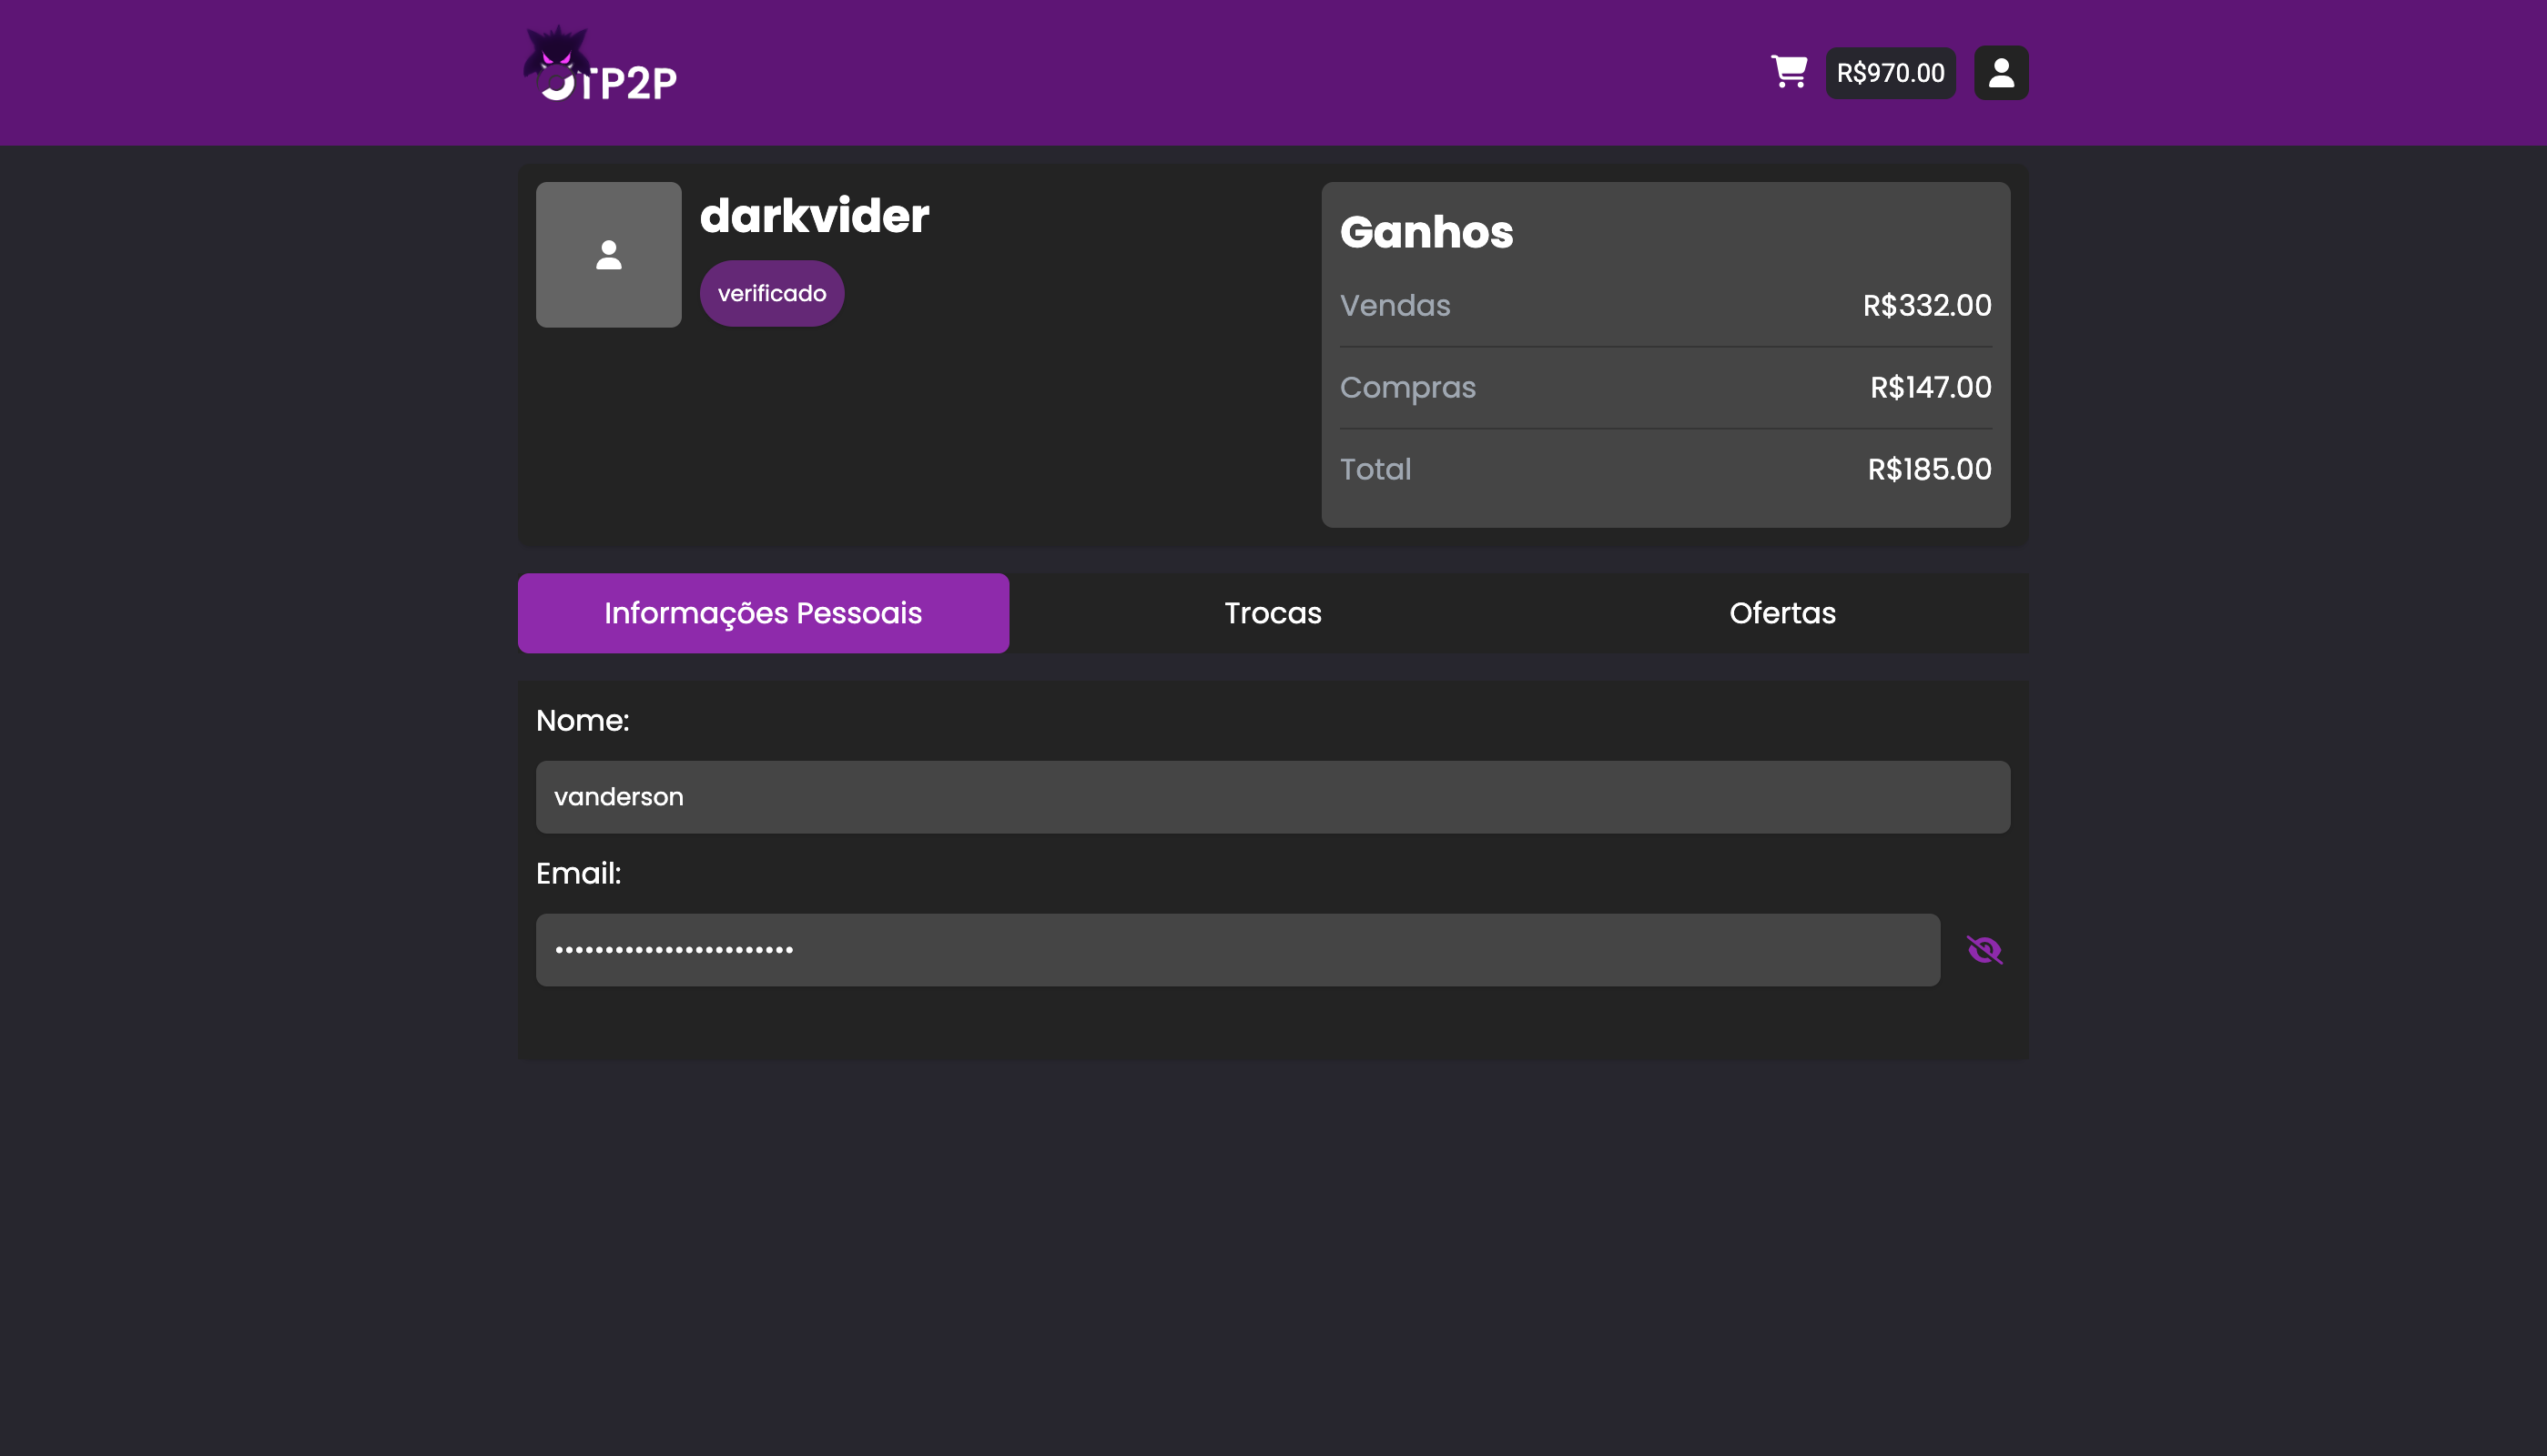 JTP2P
R$970.00
darkvider
verificado
Ganhos
Vendas R$332.00
Compras R$147.00
Total R$185.00
Informações Pessoais Trocas Ofertas
Nome:
vanderson
Email:
••••••••••••••••••••••••